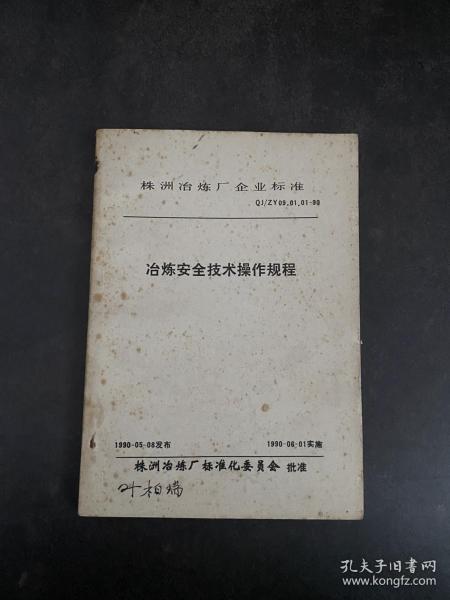 株洲冶炼厂企业标准
QJ/ZY09.01.01-90
冶炼安全技术操作规程
1990-05-08发布
1990-06-01实施
株洲冶炼厂标准化委员会 批准
叶柏
孔夫子旧书网
www.kongfz.com